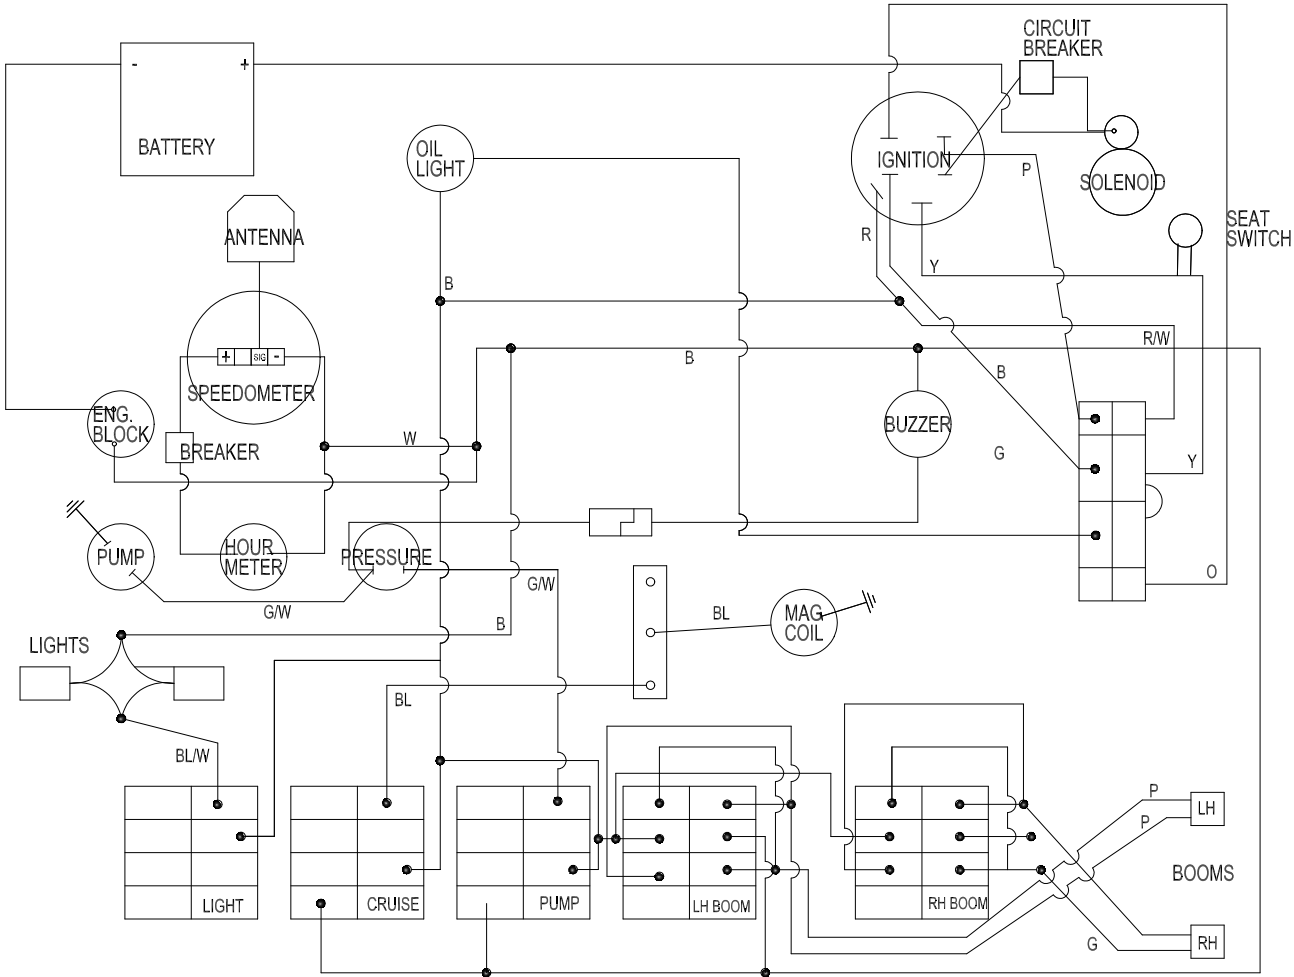 CIRCUIT
BREAKER
-
+
BATTERY
OIL
LIGHT
IGNITION
P
SOLENOID
SEAT
SWITCH
ANTENNA
R
Y
B
R/W
+
SIG
-
B
B
SPEEDOMETER
ENG.
BLOCK
BUZZER
BREAKER
W
G
Y
PUMP
HOUR
METER
PRESSURE
O
G/W
G/W
BL
MAG
COIL
B
LIGHTS
BL
BL/W
P
LH
P
BOOMS
LIGHT
CRUISE
PUMP
LH BOOM
RH BOOM
G
RH